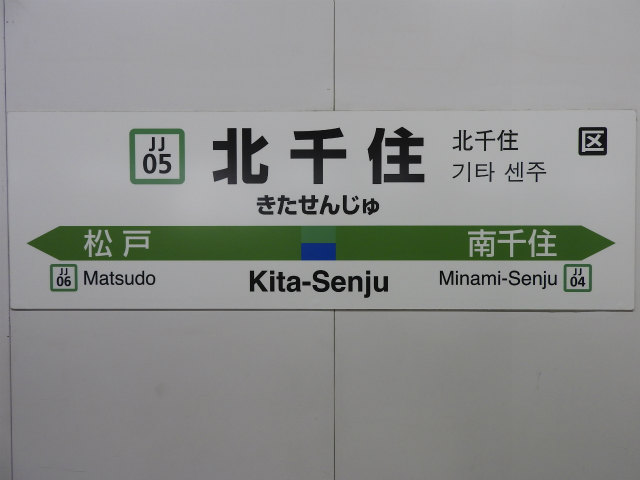 JJ
05
北千住
北千住
기타 센주
区
きたせんじゅ
松戸
南千住
JJ
06
Matsudo
Kita-Senju
Minami-Senju
JJ
04